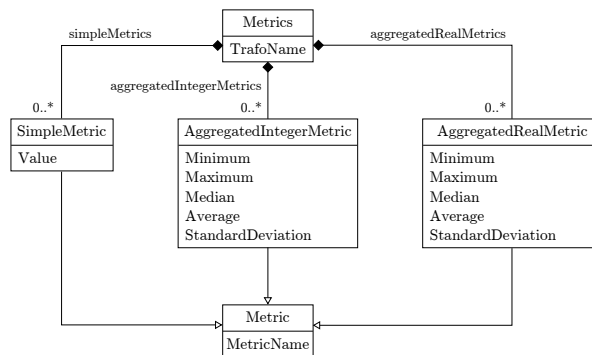 Metrics
TrafoName
simpleMetrics
aggregatedRealMetrics
aggregatedIntegerMetrics
0..*
0..*
0..*
SimpleMetric
Value
AggregatedIntegerMetric
Minimum
Maximum
Median
Average
StandardDeviation
AggregatedRealMetric
Minimum
Maximum
Median
Average
StandardDeviation
Metric
MetricName